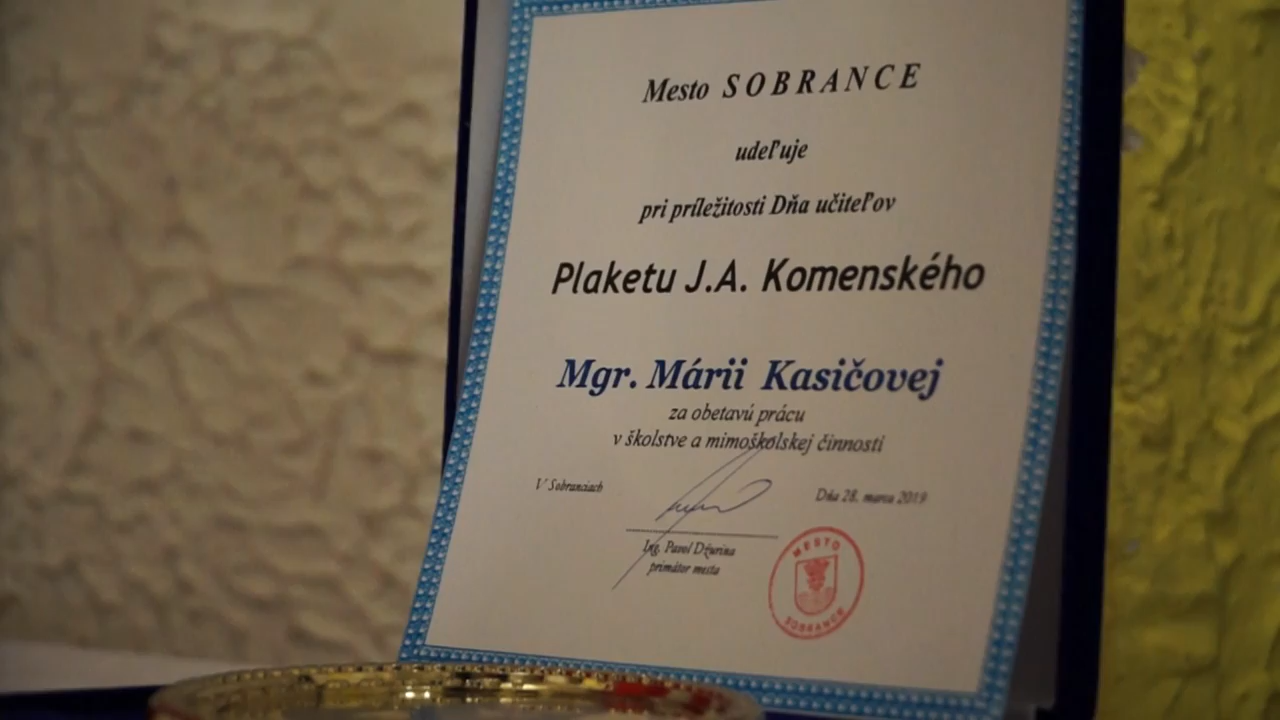 Mesto SOBRANCE
udeľuje
pri príležitosti Dňa učiteľov
Plaketu J.A. Komenského
Mgr. Márii Kasičovej
za obetavú prácu
v školstve a mimoškolskej činnosti
V Sobranciach
Dňa 28. marca 2019
Ing. Pavol Džurina
primátor mesta
MESTO
SOBRANCE